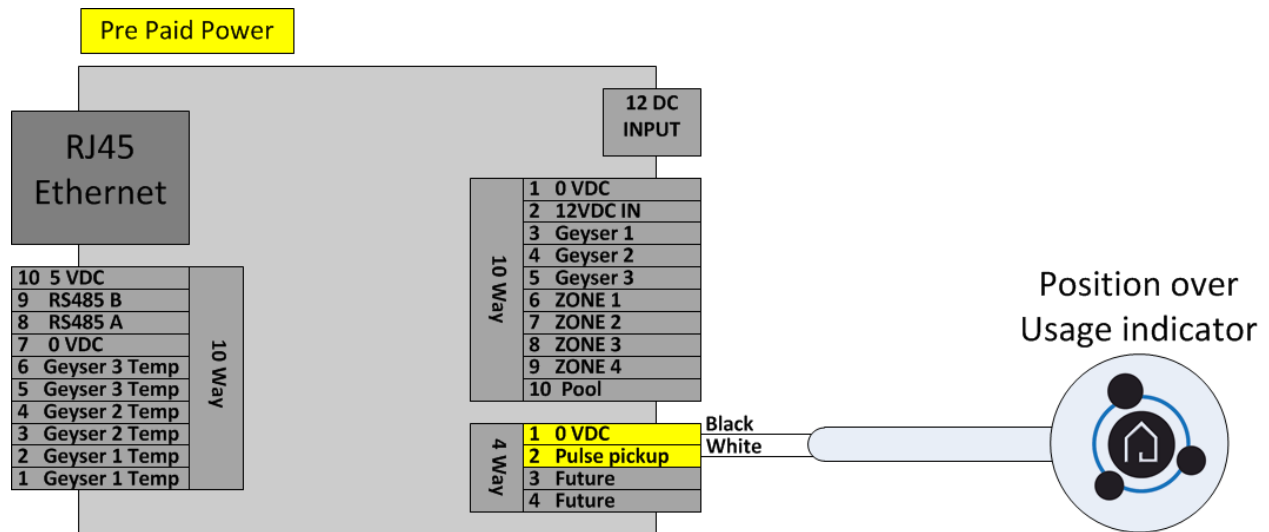 Pre Paid Power
12 DC
INPUT
RJ45
Ethernet
1 0 VDC
2 12VDC IN
3 Geyser 1
4 Geyser 2
5 Geyser 3
6 ZONE 1
7 ZONE 2
8 ZONE 3
9 ZONE 4
10 Pool
10 Way
10 5 VDC
9 RS485 B
8 RS485 A
7 0 VDC
6 Geyser 3 Temp
5 Geyser 3 Temp
4 Geyser 2 Temp
3 Geyser 2 Temp
2 Geyser 1 Temp
1 Geyser 1 Temp
10 Way
Position over
Usage indicator
4 Way
1 0 VDC
2 Pulse pickup
3 Future
4 Future
Black
White